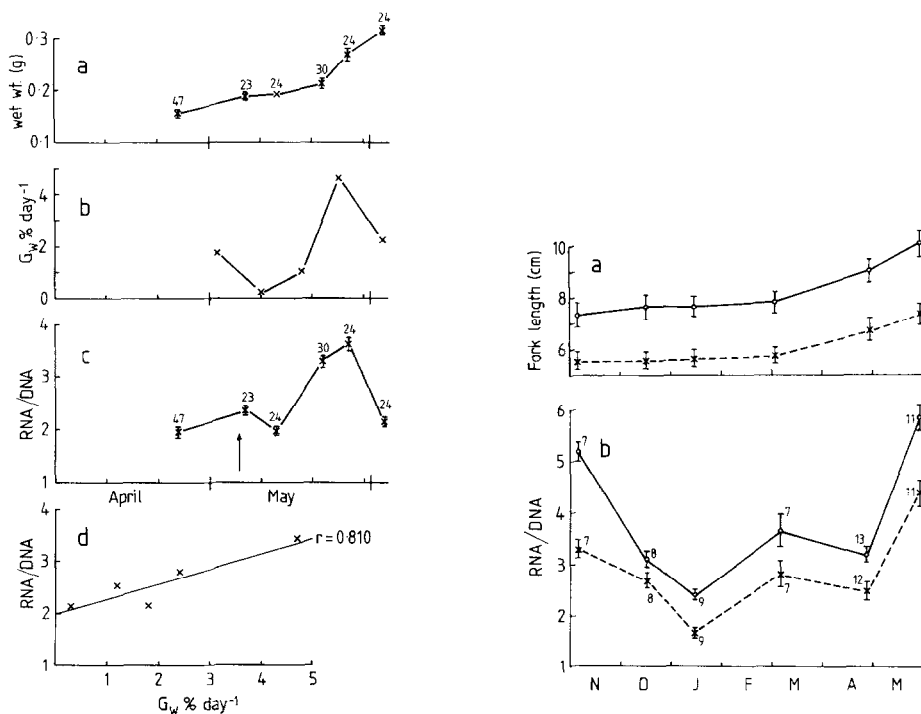 a
wet wt. (g)
0·3
0·2
0·1
47
23
24
30
24
24
b
G_w % day⁻¹
4
2
0
c
RNA/DNA
4
3
2
1
47
23
24
30
24
24
April
May
d
RNA/DNA
4
3
2
1
r = 0·810
1 2 3 4 5
G_w % day⁻¹
a
Fork length (cm)
10
8
6
b
RNA/DNA
6
5
4
3
2
1
7
8
9
7
13
11
7
8
9
7
12
11
N D J F M A M